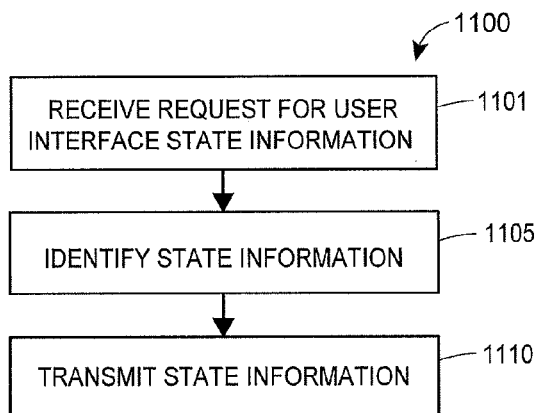 1100
RECEIVE REQUEST FOR USER
INTERFACE STATE INFORMATION
1101
IDENTIFY STATE INFORMATION
1105
TRANSMIT STATE INFORMATION
1110